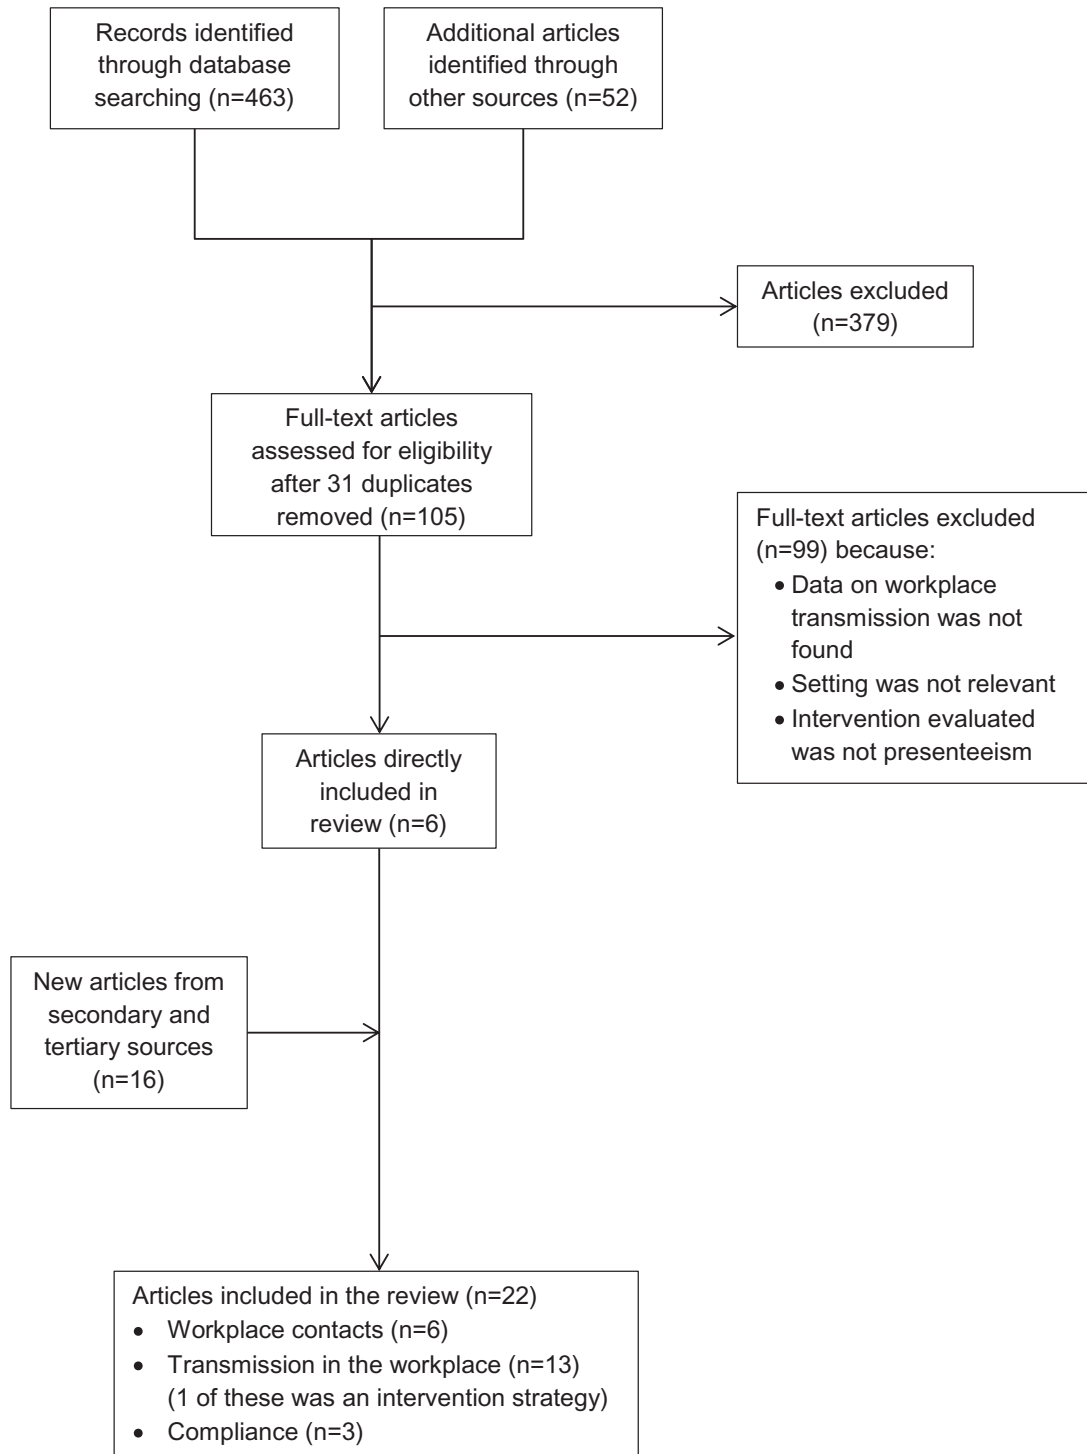 Records identified
through database
searching (n=463)
Additional articles
identified through
other sources (n=52)
Articles excluded
(n=379)
Full-text articles
assessed for eligibility
after 31 duplicates
removed (n=105)
Full-text articles excluded
(n=99) because:
• Data on workplace
transmission was not
found
• Setting was not relevant
• Intervention evaluated
was not presenteeism
Articles directly
included in
review (n=6)
New articles from
secondary and
tertiary sources
(n=16)
Articles included in the review (n=22)
• Workplace contacts (n=6)
• Transmission in the workplace (n=13)
(1 of these was an intervention strategy)
• Compliance (n=3)